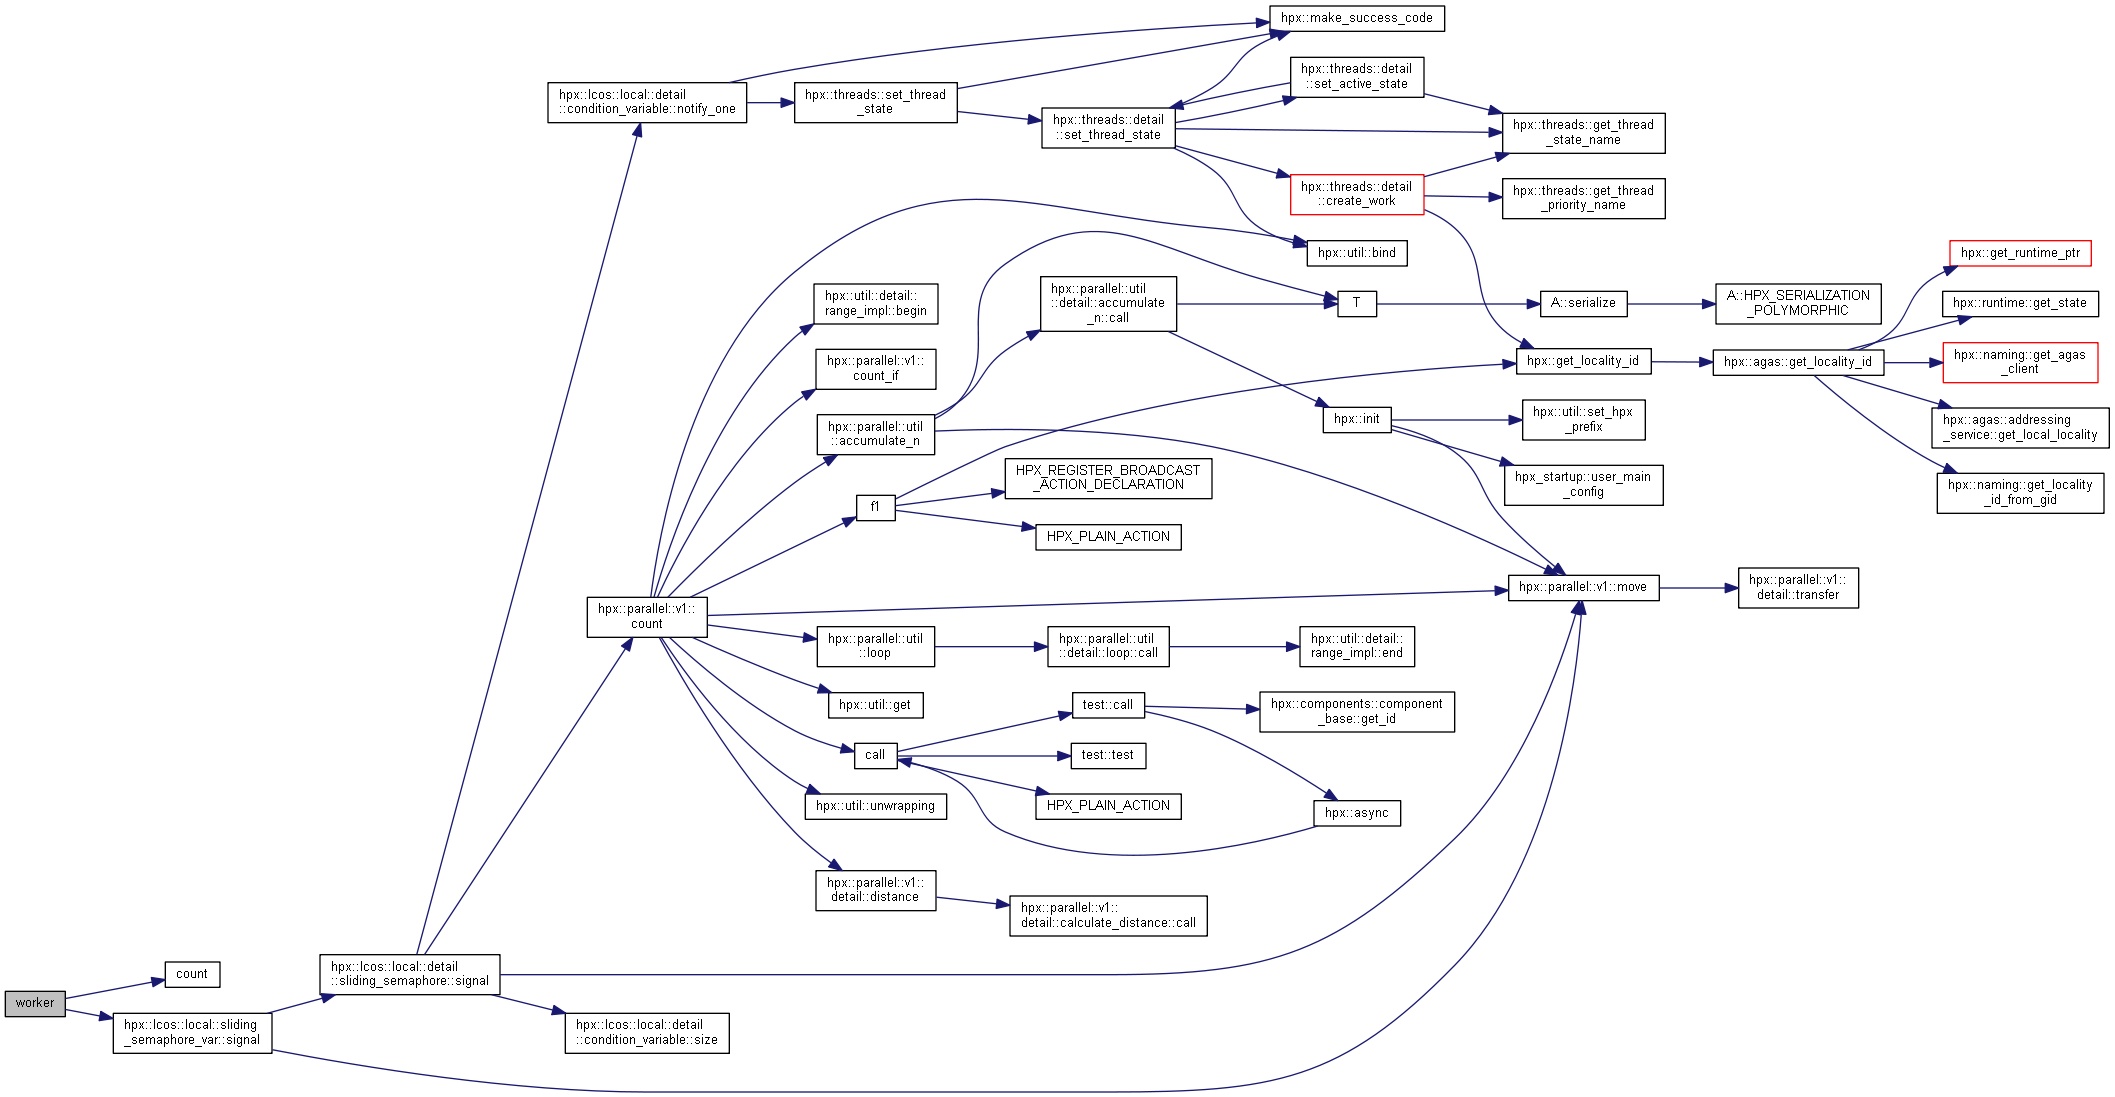 hpx::make_success_code
hpx::lcos::local::detail
::condition_variable::notify_one
hpx::threads::set_thread
_state
hpx::threads::detail
::set_active_state
hpx::threads::detail
::set_thread_state
hpx::threads::get_thread
_state_name
hpx::threads::detail
::create_work
hpx::threads::get_thread
_priority_name
hpx::util::bind
hpx::get_runtime_ptr
hpx::util::detail::
range_impl::begin
hpx::parallel::util
::detail::accumulate
_n::call
T
A::serialize
A::HPX_SERIALIZATION
_POLYMORPHIC
hpx::runtime::get_state
hpx::parallel::v1::
count_if
hpx::get_locality_id
hpx::agas::get_locality_id
hpx::naming::get_agas
_client
hpx::parallel::util
::accumulate_n
hpx::init
hpx::util::set_hpx
_prefix
hpx::agas::addressing
_service::get_local_locality
hpx_startup::user_main
_config
hpx::naming::get_locality
_id_from_gid
HPX_REGISTER_BROADCAST
_ACTION_DECLARATION
f1
HPX_PLAIN_ACTION
hpx::parallel::v1::
count
hpx::parallel::v1::move
hpx::parallel::v1::
detail::transfer
hpx::parallel::util
::loop
hpx::parallel::util
::detail::loop::call
hpx::util::detail::
range_impl::end
hpx::util::get
test::call
hpx::components::component
_base::get_id
call
test::test
hpx::util::unwrapping
HPX_PLAIN_ACTION
hpx::async
hpx::parallel::v1::
detail::distance
hpx::parallel::v1::
detail::calculate_distance::call
count
hpx::lcos::local::detail
::sliding_semaphore::signal
worker
hpx::lcos::local::sliding
_semaphore_var::signal
hpx::lcos::local::detail
::condition_variable::size